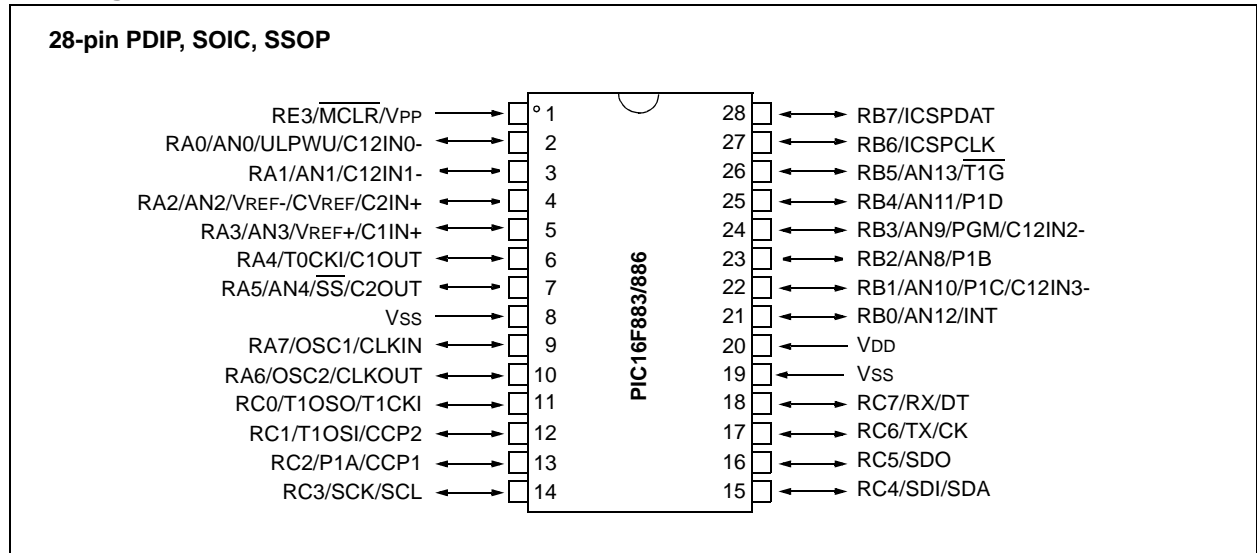 28-pin PDIP, SOIC, SSOP
RE3/MCLR/VPP 1 28 RB7/ICSPDAT
RA0/AN0/ULPWU/C12IN0- 2 27 RB6/ICSPCLK
RA1/AN1/C12IN1- 3 26 RB5/AN13/T1G
RA2/AN2/VREF-/CVREF/C2IN+ 4 25 RB4/AN11/P1D
RA3/AN3/VREF+/C1IN+ 5 24 RB3/AN9/PGM/C12IN2-
RA4/T0CKI/C1OUT 6 23 RB2/AN8/P1B
RA5/AN4/SS/C2OUT 7 22 RB1/AN10/P1C/C12IN3-
VSS 8 21 RB0/AN12/INT
RA7/OSC1/CLKIN 9 20 VDD
RA6/OSC2/CLKOUT 10 19 VSS
RC0/T1OSO/T1CKI 11 18 RC7/RX/DT
RC1/T1OSI/CCP2 12 17 RC6/TX/CK
RC2/P1A/CCP1 13 16 RC5/SDO
RC3/SCK/SCL 14 15 RC4/SDI/SDA
PIC16F883/886